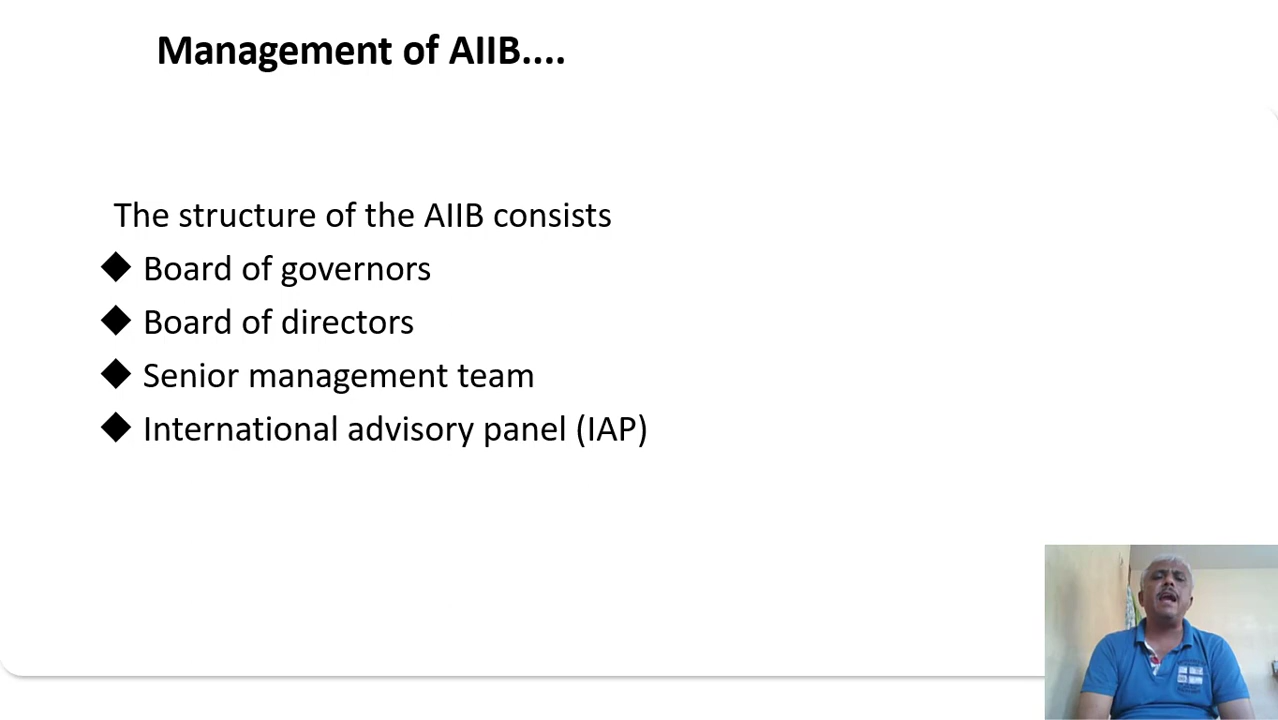 Management of AIIB....
The structure of the AIIB consists
◆ Board of governors
◆ Board of directors
◆ Senior management team
◆ International advisory panel (IAP)